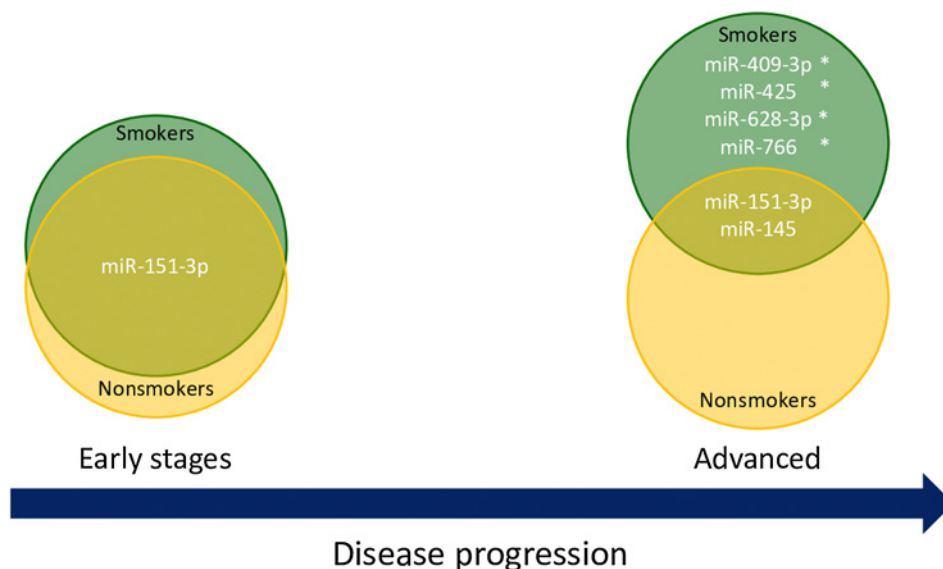 Smokers
miR-151-3p
Nonsmokers
Early stages
Smokers
miR-409-3p *
miR-425 *
miR-628-3p *
miR-766 *
miR-151-3p
miR-145
Nonsmokers
Advanced
Disease progression